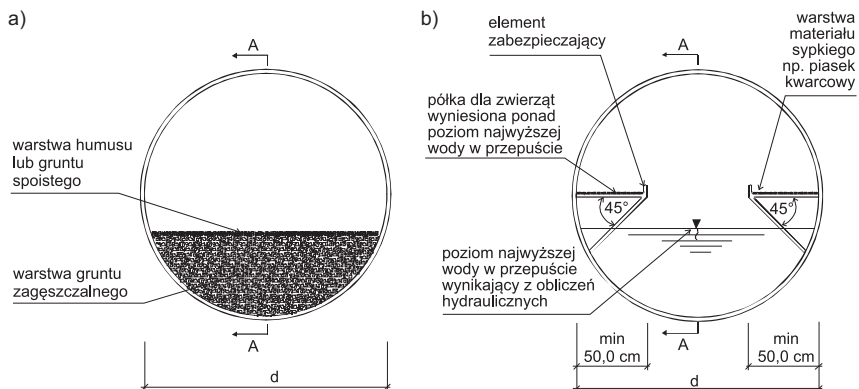 a)
A
warstwa humusu
lub gruntu
spoistego
warstwa gruntu
zagęszczalnego
A
d
b)
element
zabezpieczający
A
warstwa
materiału
sypkiego
np. piasek
kwarcowy
półka dla zwierząt
wyniesiona ponad
poziom najwyższej
wody w przepuście
45°
45°
poziom najwyższej
wody w przepuście
wynikający z obliczeń
hydraulicznych
A
min
50,0 cm
min
50,0 cm
d